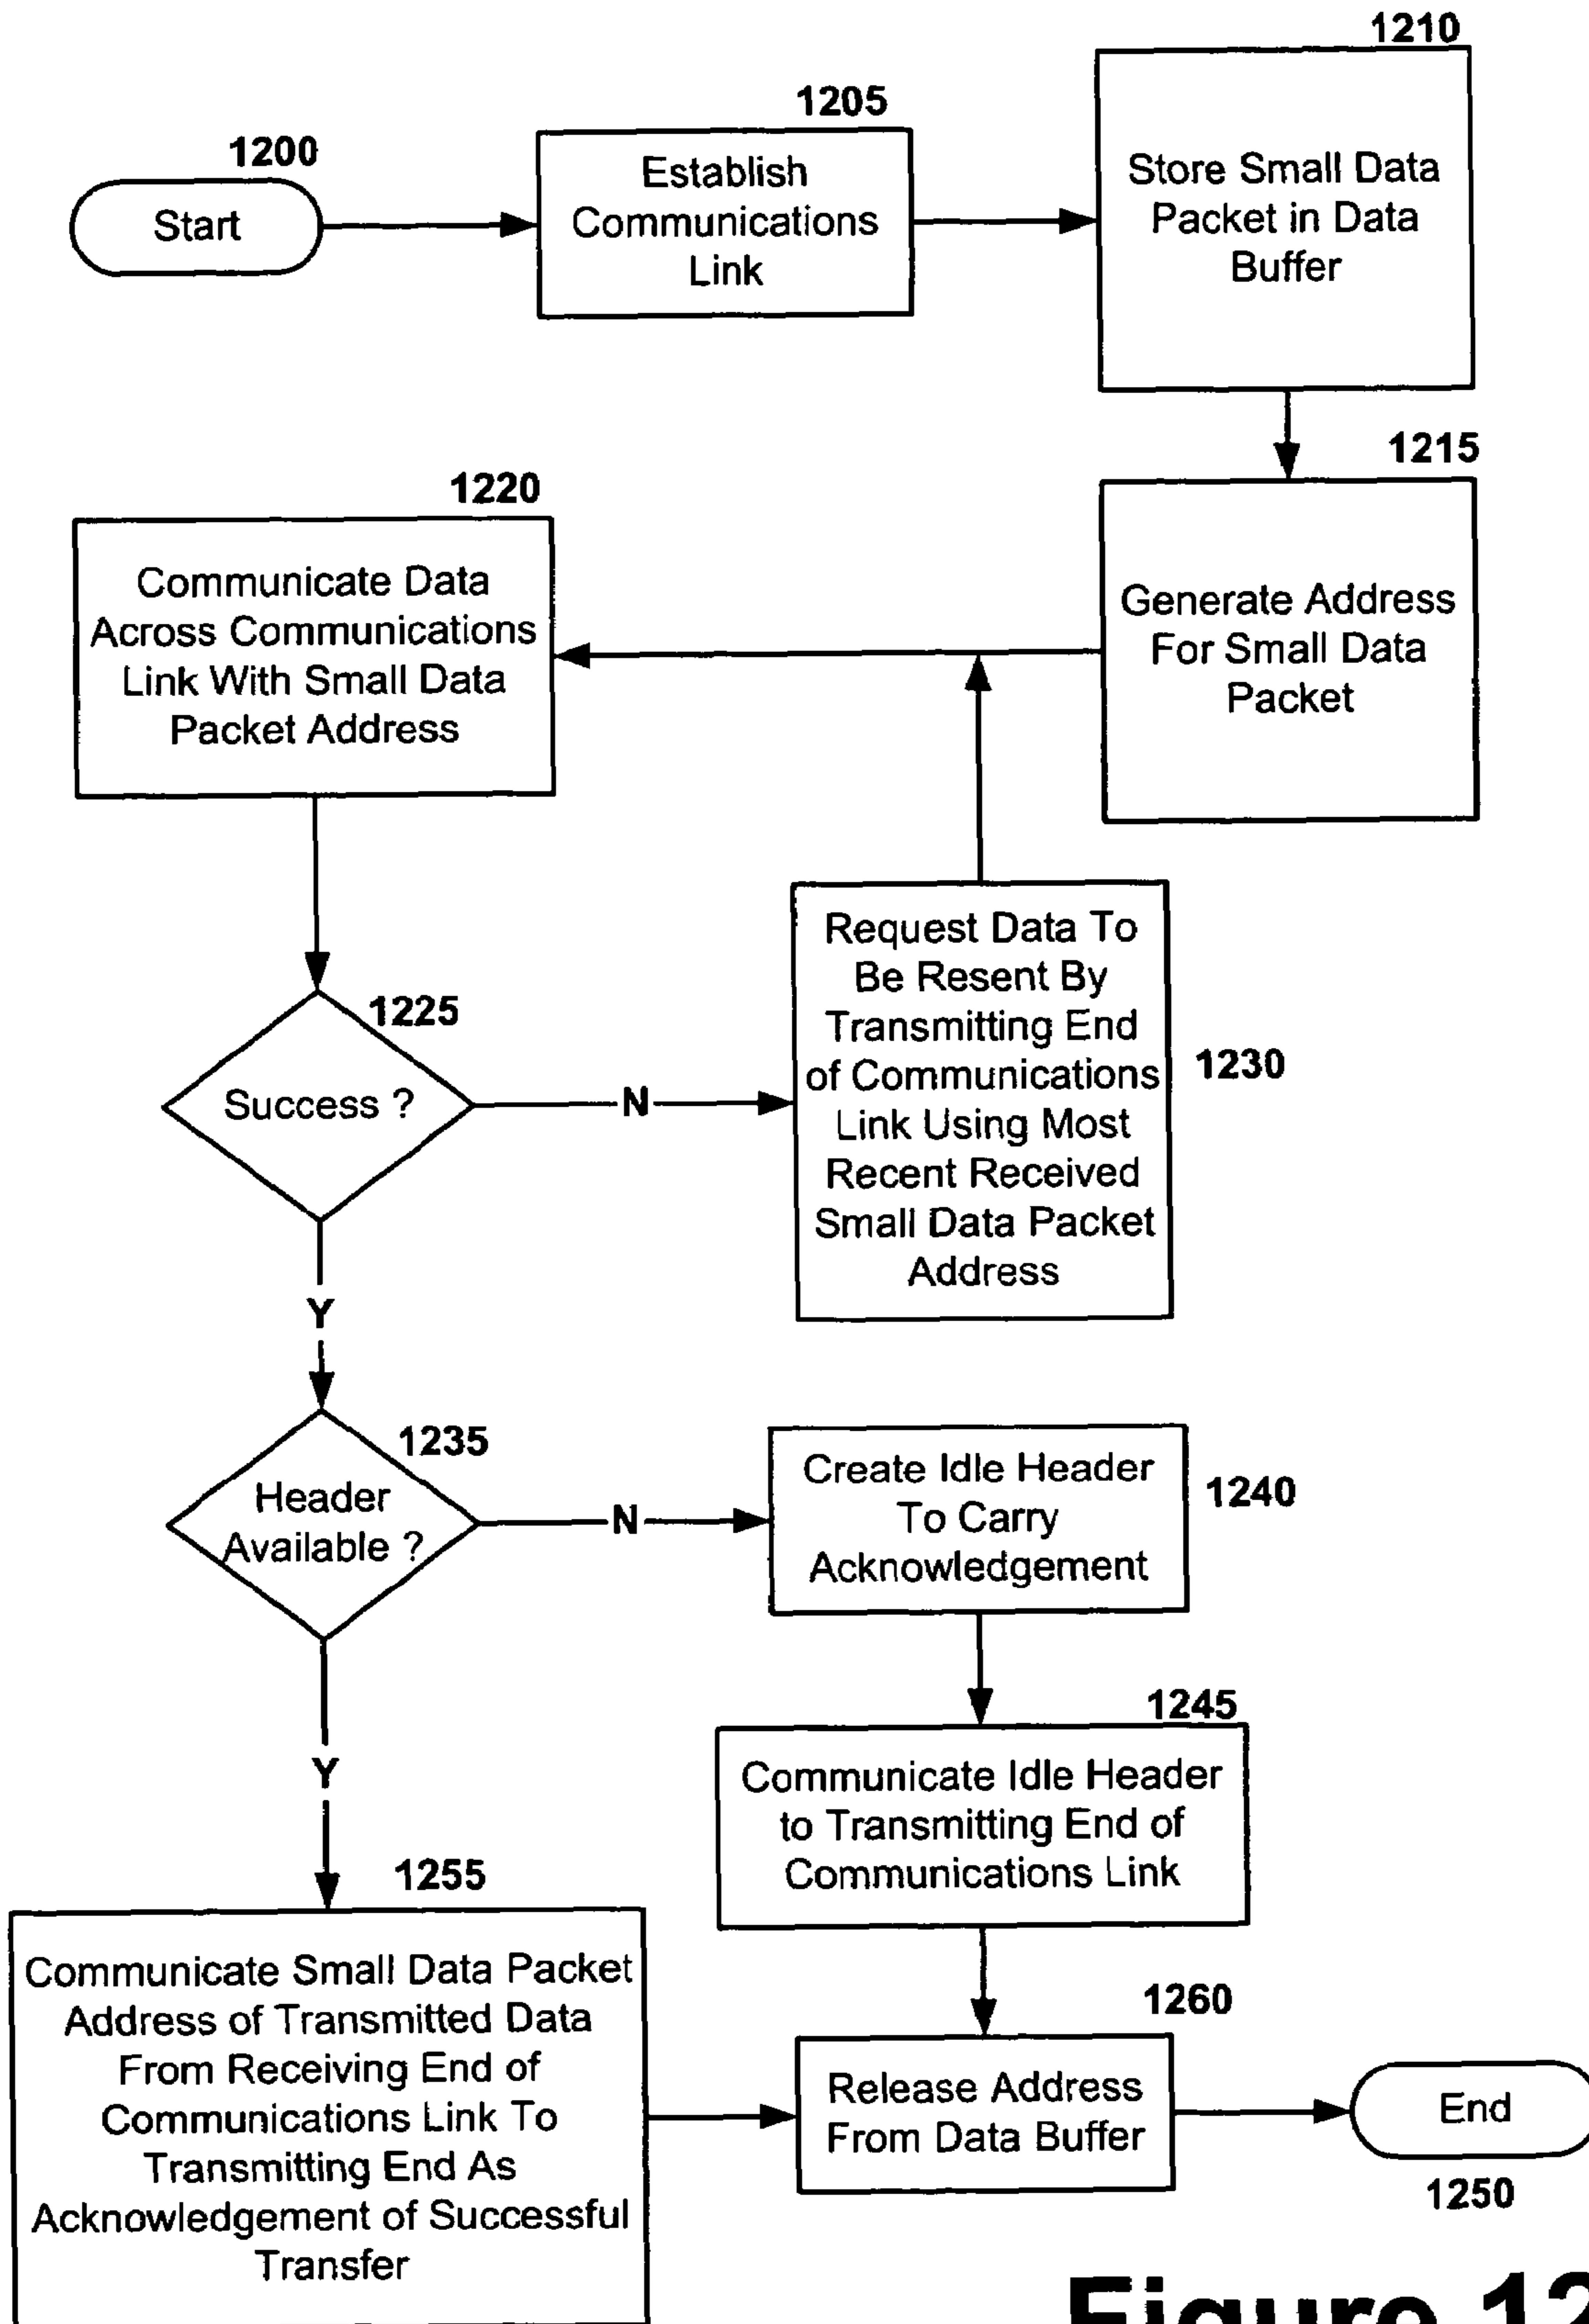 1210
1205
1200
Start
Establish
Communications
Link
Store Small Data
Packet in Data
Buffer
1215
1220
Communicate Data
Across Communications
Link With Small Data
Packet Address
Generate Address
For Small Data
Packet
1225
Success ?
N
Request Data To
Be Resent By
Transmitting End
of Communications
Link Using Most
Recent Received
Small Data Packet
Address
1230
Y
1235
Header
Available ?
N
Create Idle Header
To Carry
Acknowledgement
1240
Y
1245
Communicate Idle Header
to Transmitting End of
Communications Link
1255
Communicate Small Data Packet
Address of Transmitted Data
From Receiving End of
Communications Link To
Transmitting End As
Acknowledgement of Successful
Transfer
1260
Release Address
From Data Buffer
End
1250
Figure 12